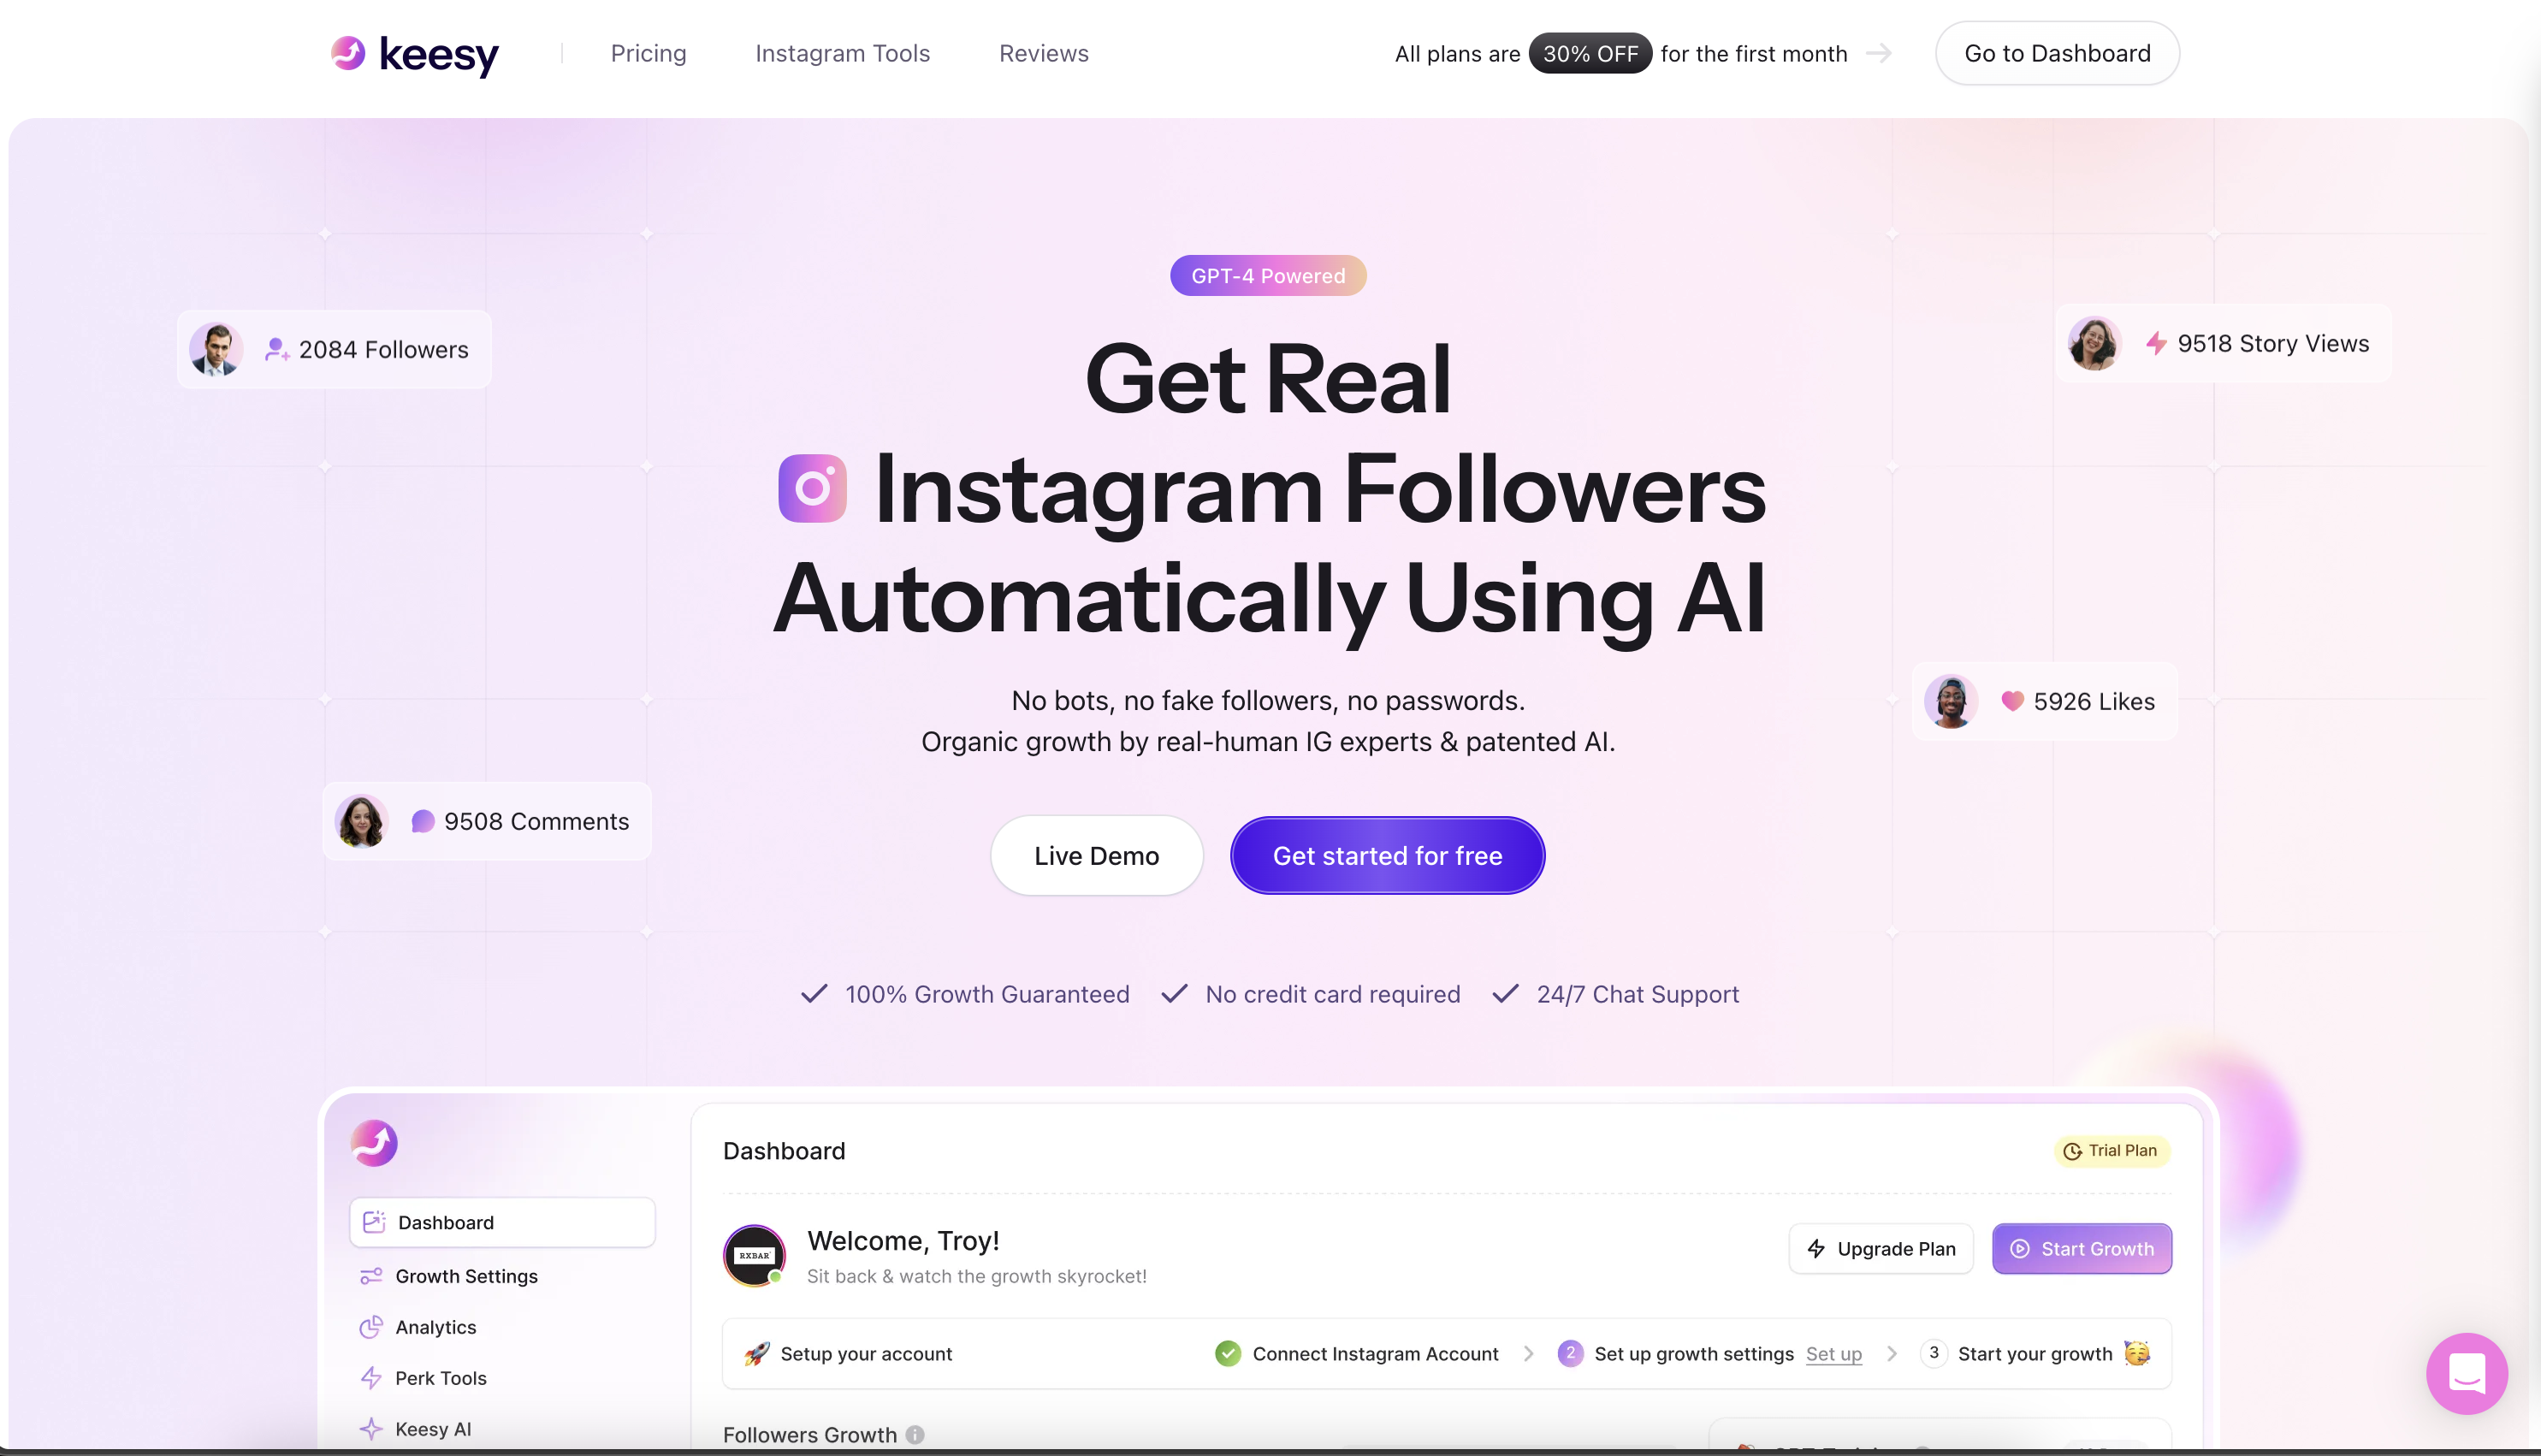 keesy
Pricing
Instagram Tools
Reviews
All plans are 30% OFF for the first month
Go to Dashboard
GPT-4 Powered
2084 Followers
9518 Story Views
Get Real
Instagram Followers
Automatically Using AI
No bots, no fake followers, no passwords.
Organic growth by real-human IG experts & patented AI.
5926 Likes
9508 Comments
Live Demo
Get started for free
100% Growth Guaranteed
No credit card required
24/7 Chat Support
Dashboard
Trial Plan
Dashboard
Growth Settings
Analytics
Perk Tools
Keesy AI
RXBAR
Welcome, Troy!
Sit back & watch the growth skyrocket!
Upgrade Plan
Start Growth
Setup your account
Connect Instagram Account
2 Set up growth settings Set up
3 Start your growth
Followers Growth